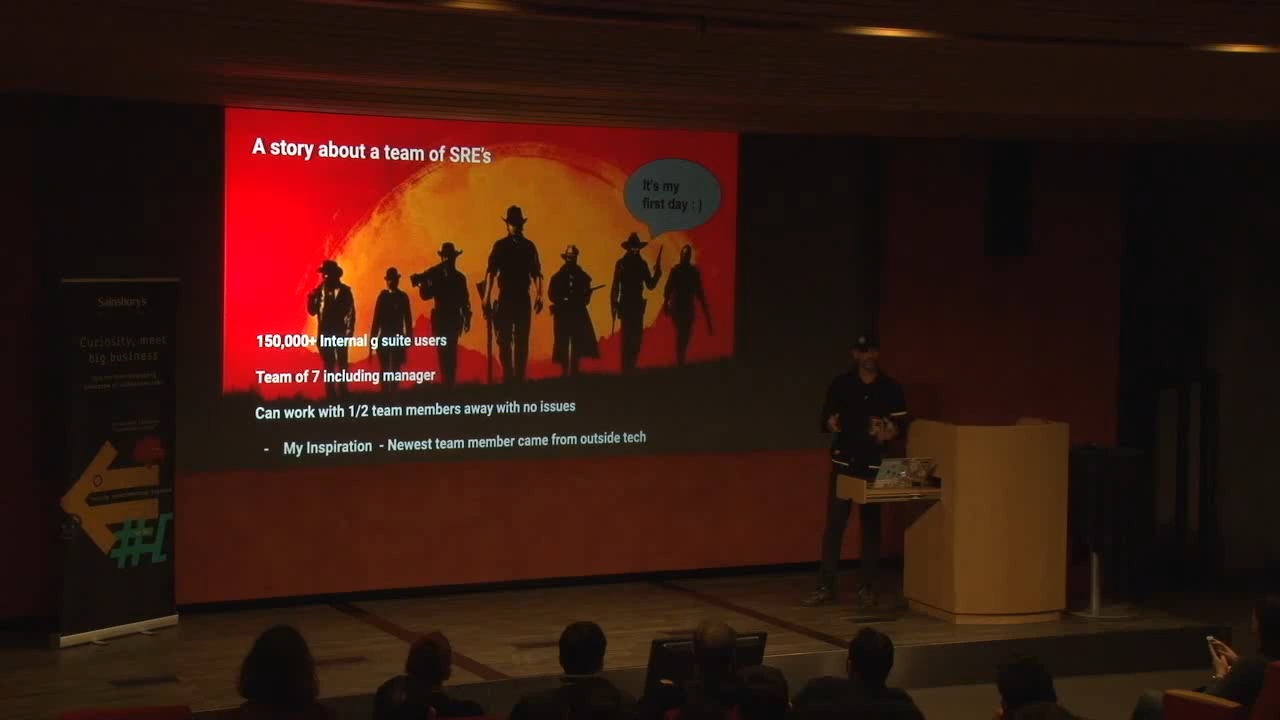 A story about a team of SRE's
It's my
first day : )
150,000+ Internal g suite users
Team of 7 including manager
Can work with 1/2 team members away with no issues
- My Inspiration - Newest team member came from outside tech
Sainsbury's
Curiosity, meet
big business